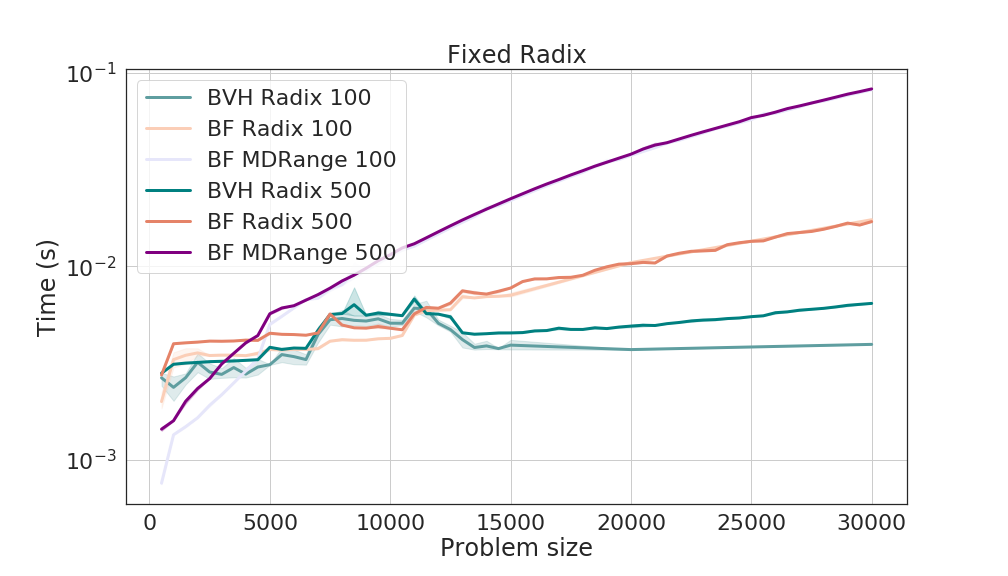 Fixed Radix
Time (s)
10⁻¹
10⁻²
10⁻³
BVH Radix 100
BF Radix 100
BF MDRange 100
BVH Radix 500
BF Radix 500
BF MDRange 500
0 5000 10000 15000 20000 25000 30000
Problem size